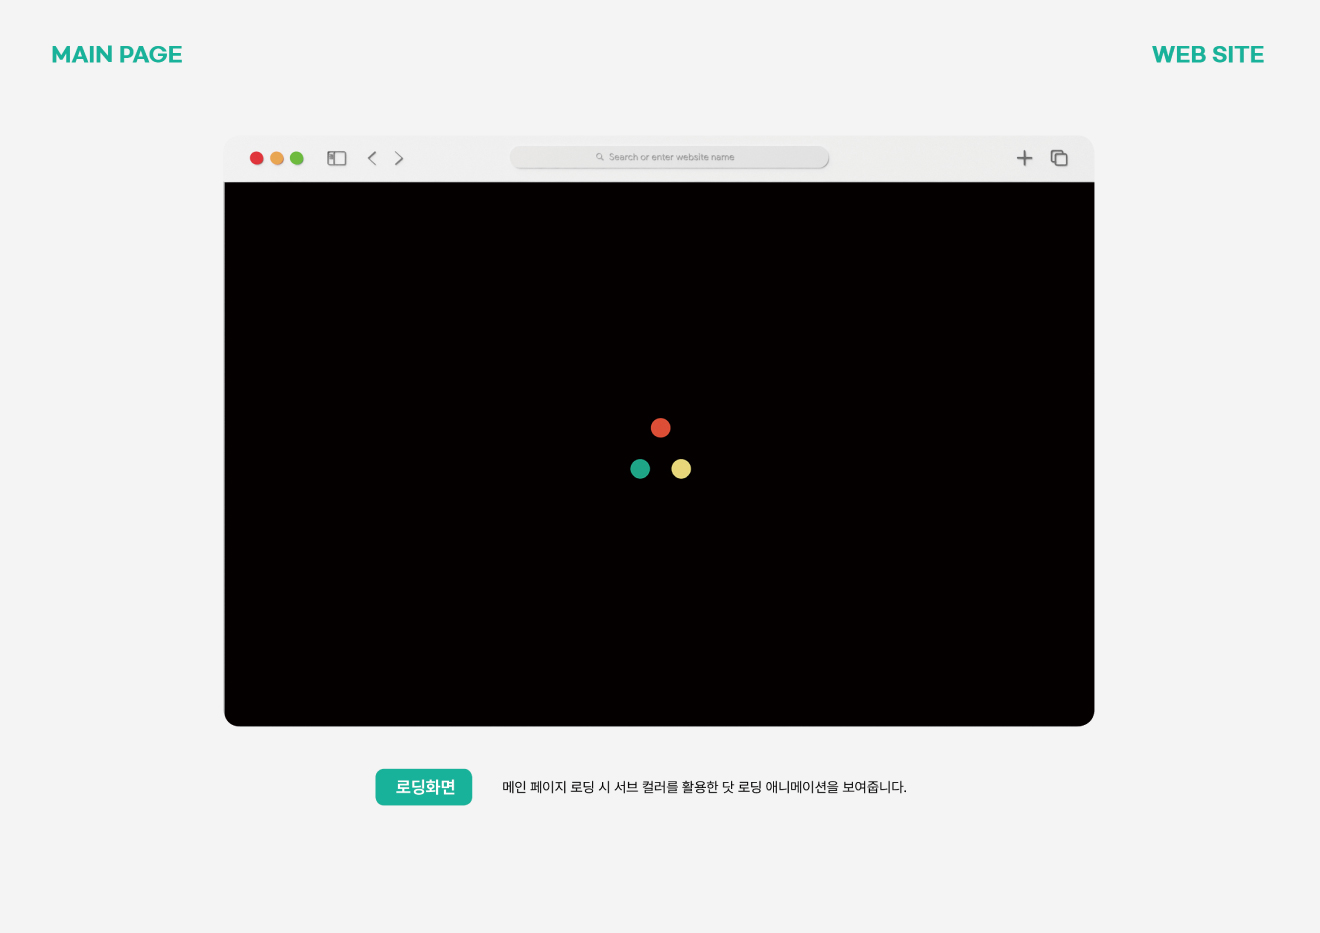 MAIN PAGE
WEB SITE
Search or enter website name
로딩화면
메인 페이지 로딩 시 서브 컬러를 활용한 닷 로딩 애니메이션을 보여줍니다.